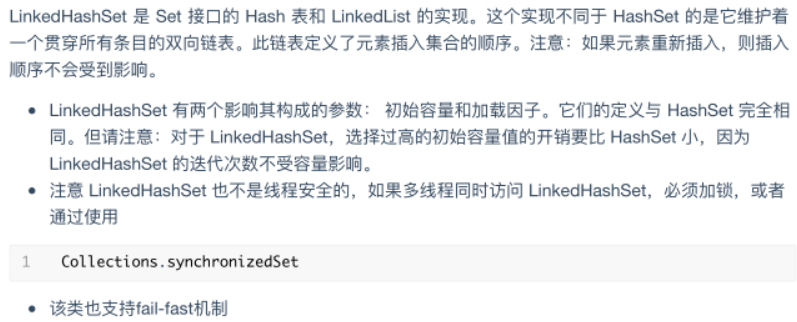 LinkedHashSet 是 Set 接口的 Hash 表和 LinkedList 的实现。这个实现不同于 HashSet 的是它维护着
一个贯穿所有条目的双向链表。此链表定义了元素插入集合的顺序。注意：如果元素重新插入，则插入
顺序不会受到影响。
• LinkedHashSet 有两个影响其构成的参数： 初始容量和加载因子。它们的定义与 HashSet 完全相
同。但请注意：对于 LinkedHashSet，选择过高的初始容量值的开销要比 HashSet 小，因为
LinkedHashSet 的迭代次数不受容量影响。
• 注意 LinkedHashSet 也不是线程安全的，如果多线程同时访问 LinkedHashSet，必须加锁，或者
通过使用
1 Collections.synchronizedSet
• 该类也支持fail-fast机制